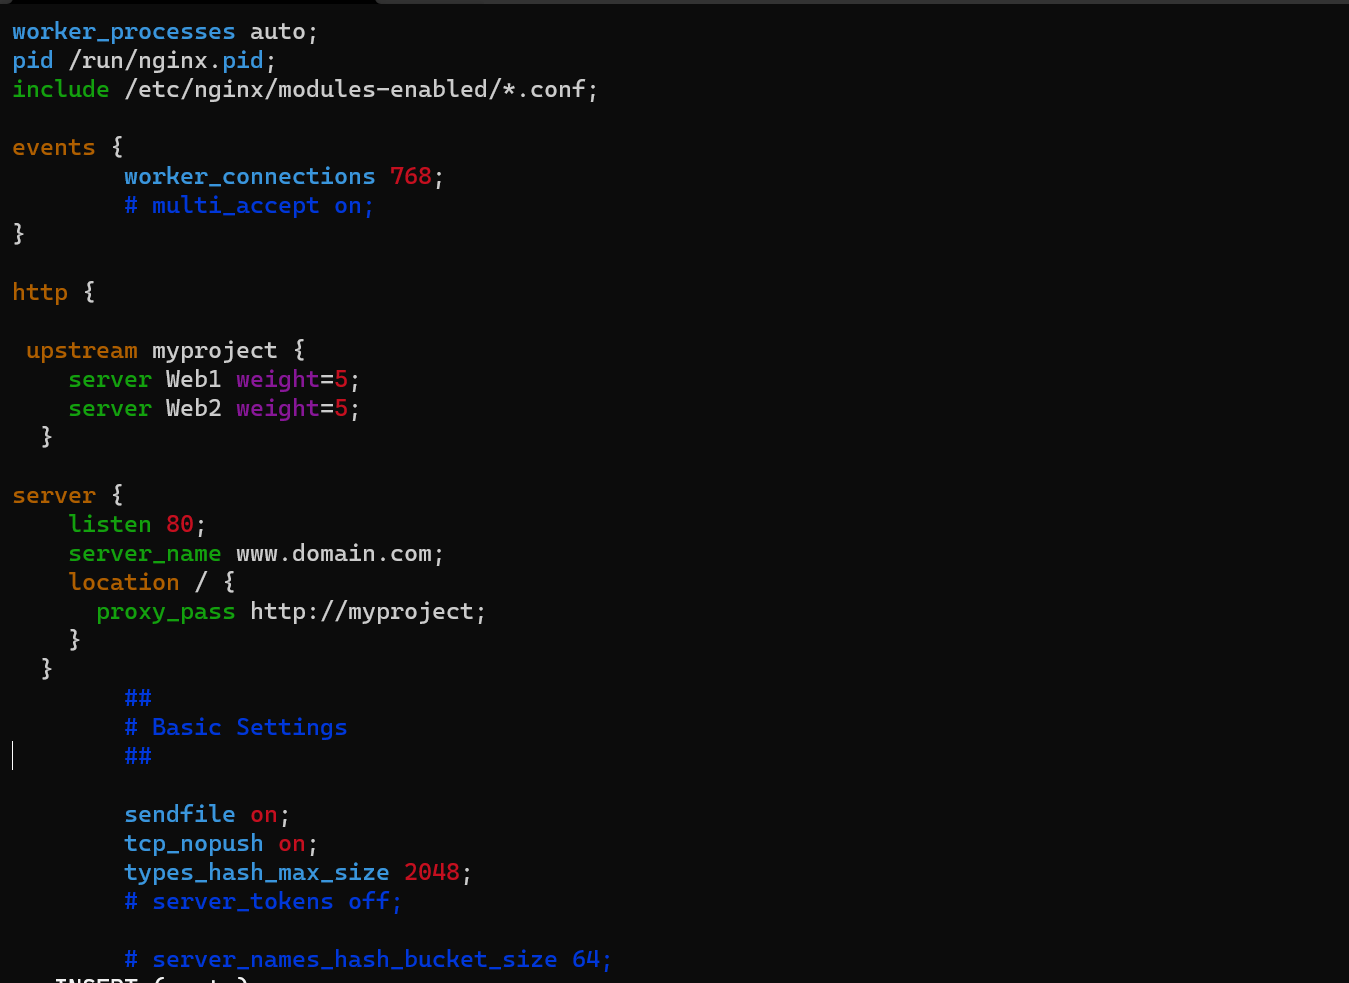 worker_processes auto;
pid /run/nginx.pid;
include /etc/nginx/modules-enabled/*.conf;
events {
worker_connections 768;
# multi_accept on;
}
http {
upstream myproject {
server Web1 weight=5;
server Web2 weight=5;
}
server {
listen 80;
server_name www.domain.com;
location / {
proxy_pass http://myproject;
}
}
##
# Basic Settings
##
sendfile on;
tcp_nopush on;
types_hash_max_size 2048;
# server_tokens off;
# server_names_hash_bucket_size 64;
INSERT